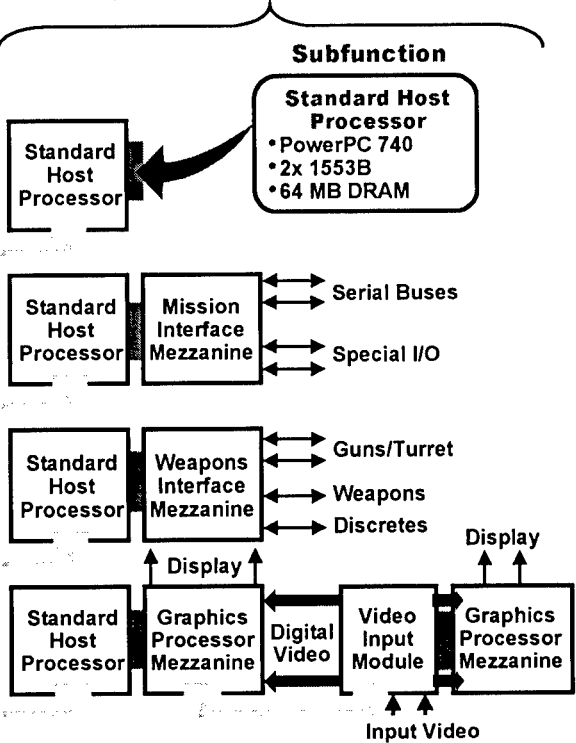 Subfunction
Standard Host
Processor
•PowerPC 740
•2x 1553B
•64 MB DRAM
Standard
Host
Processor
Standard
Host
Processor
Mission
Interface
Mezzanine
Serial Buses
Special I/O
Standard
Host
Processor
Weapons
Interface
Mezzanine
Guns/Turret
Weapons
Discretes
Display
Display
Standard
Host
Processor
Graphics
Processor
Mezzanine
Digital
Video
Video
Input
Module
Graphics
Processor
Mezzanine
Input Video